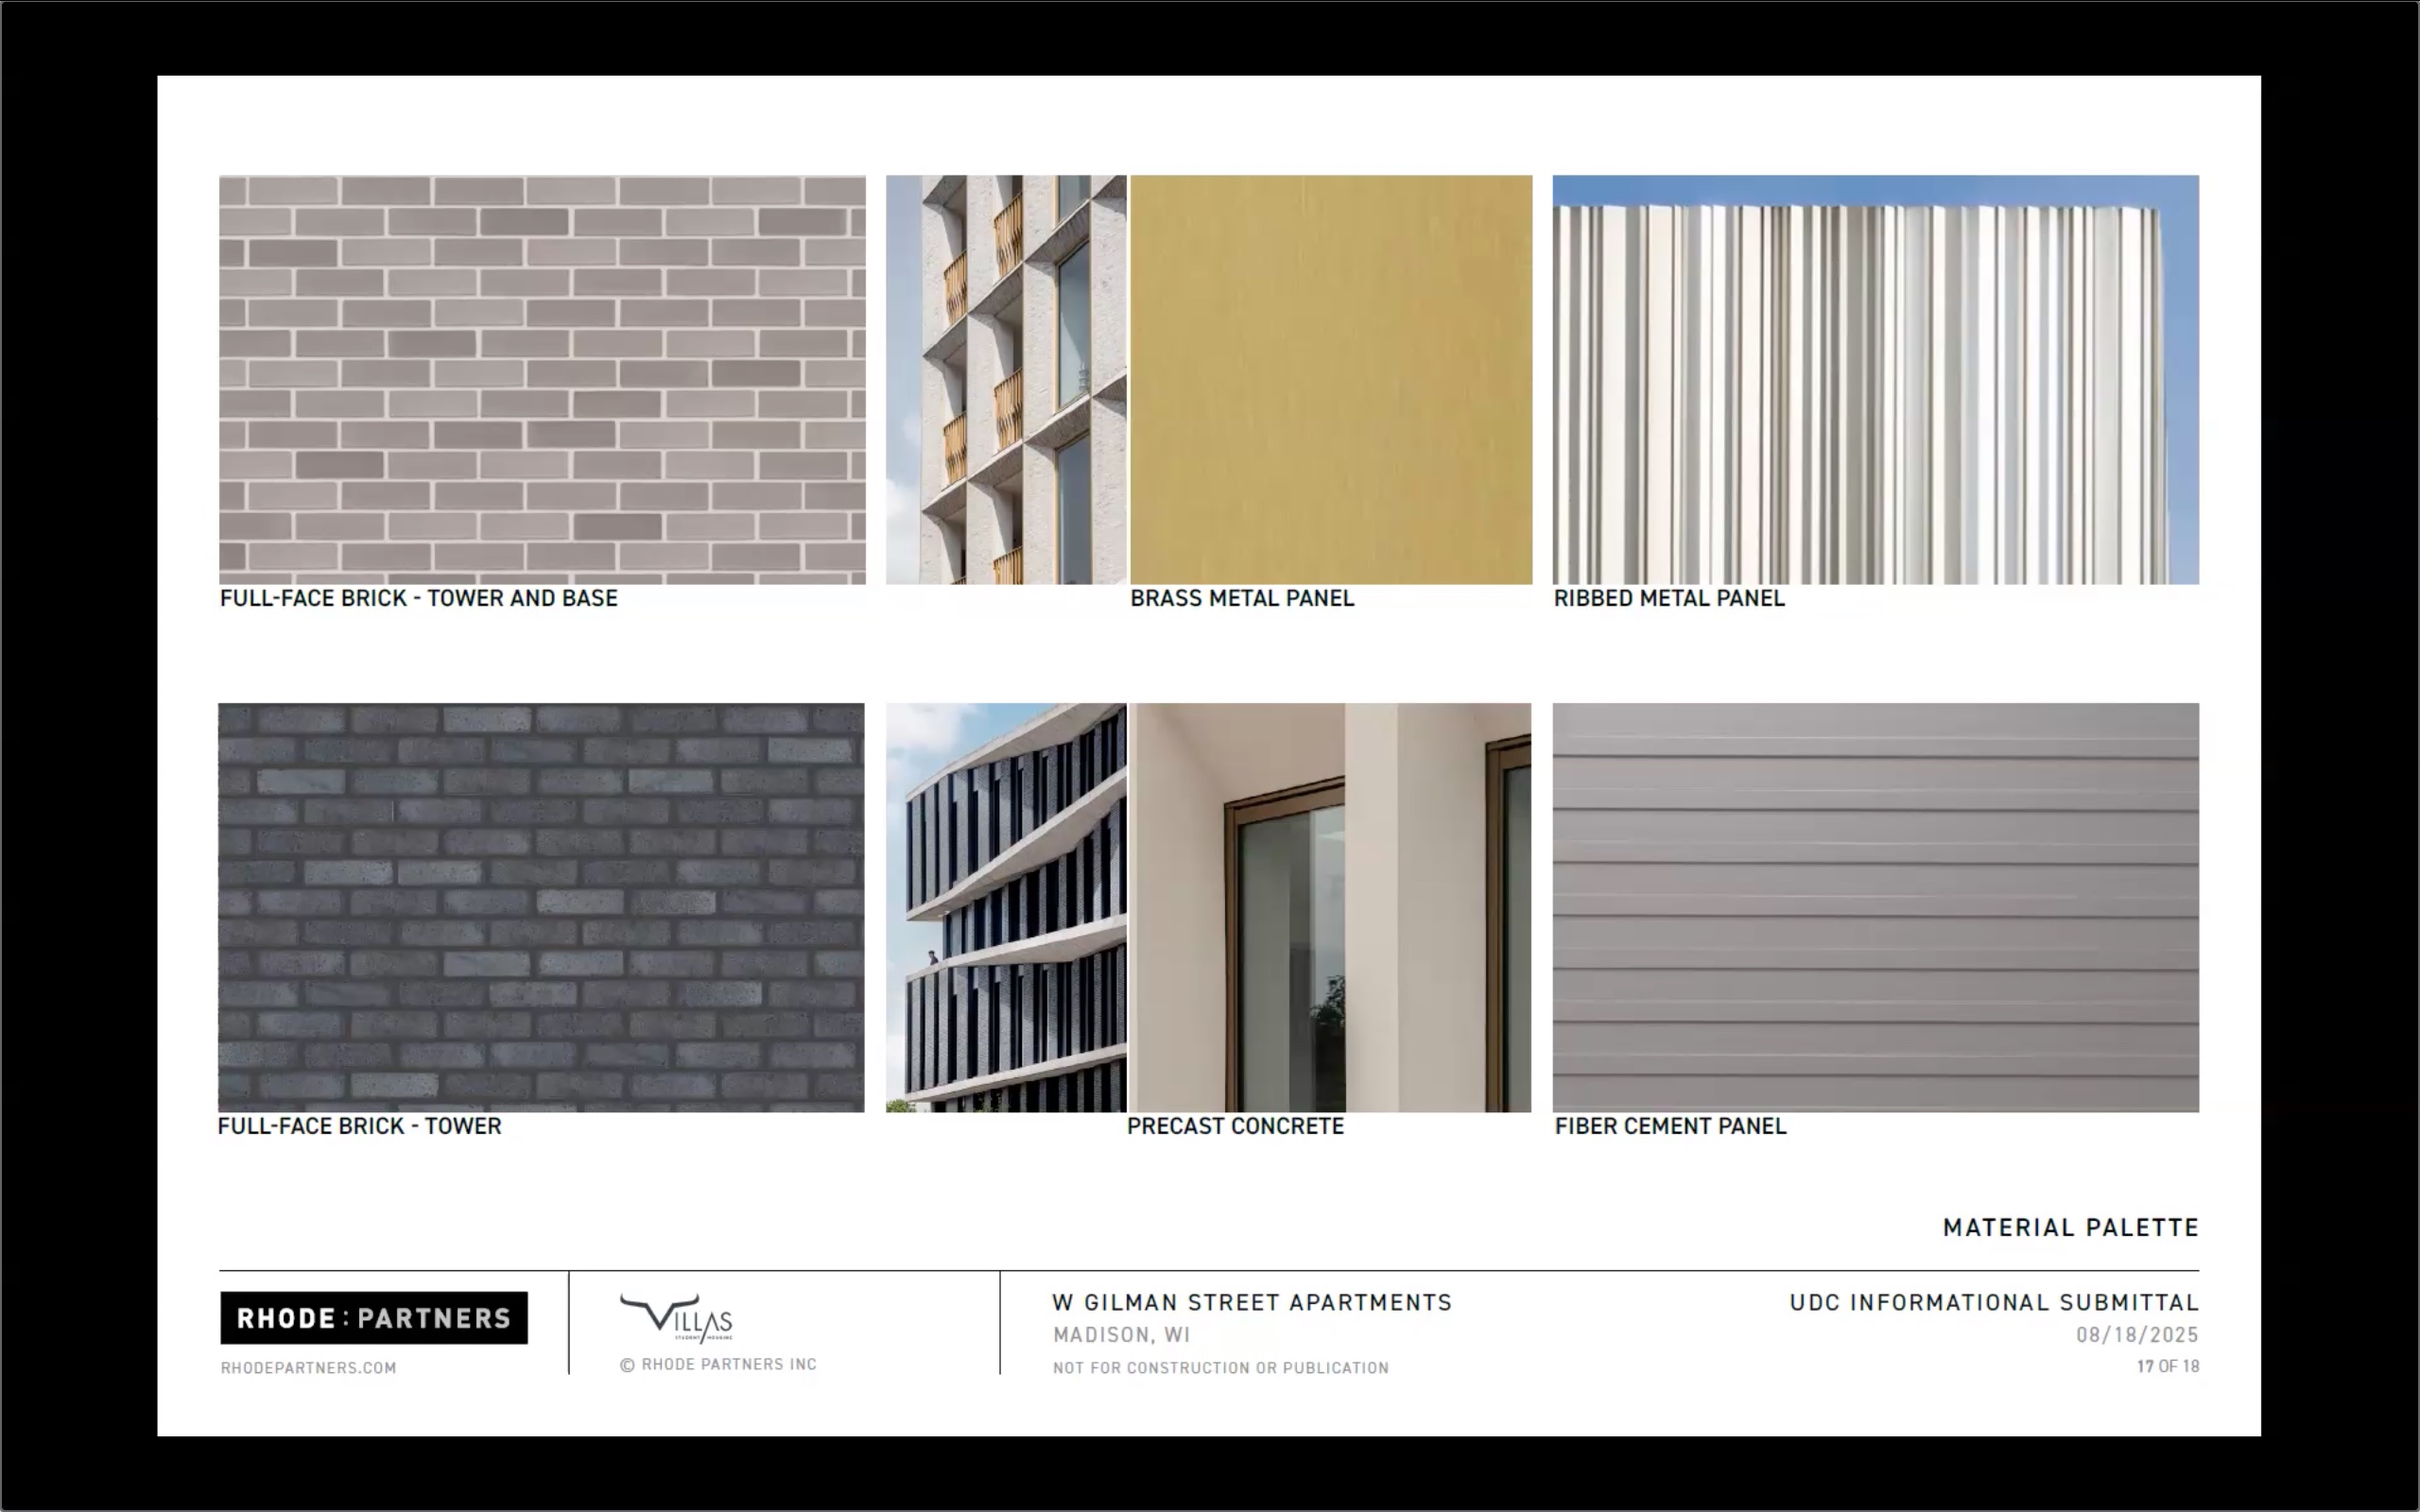 FULL-FACE BRICK - TOWER AND BASE
BRASS METAL PANEL
RIBBED METAL PANEL
FULL-FACE BRICK - TOWER
PRECAST CONCRETE
FIBER CEMENT PANEL
MATERIAL PALETTE
RHODE:PARTNERS
RHODEPARTNERS.COM
VILLAS
STUDENT HOUSING
© RHODE PARTNERS INC
W GILMAN STREET APARTMENTS
MADISON, WI
NOT FOR CONSTRUCTION OR PUBLICATION
UDC INFORMATIONAL SUBMITTAL
08/18/2025
17 OF 18